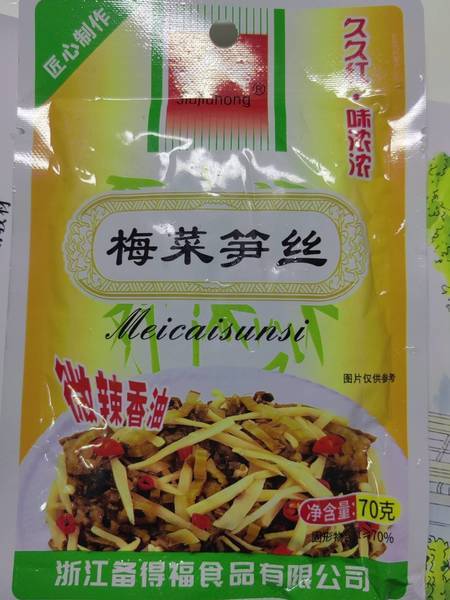 匠心制作
Jiujiuhong®
久久红·味浓浓
梅菜笋丝
Meicaisunsi
图片仅供参考
微辣香油
净含量:70克
固形物含量≥70%
浙江备得福食品有限公司